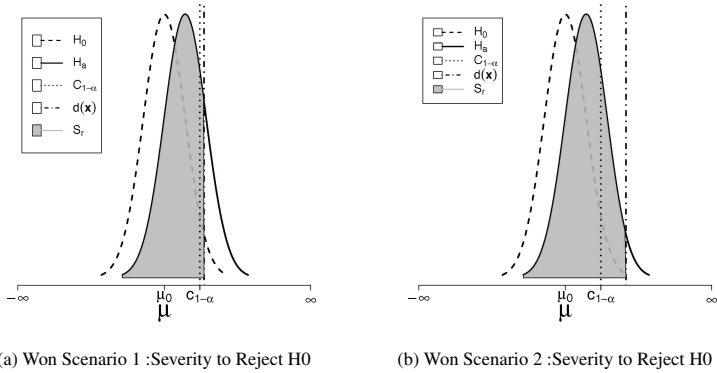 H₀
Hₐ
C₁₋α
d(x)
Sᵣ
−∞
μ₀
c₁₋α
∞
μ
H₀
Hₐ
C₁₋α
d(x)
Sᵣ
−∞
μ₀
c₁₋α
∞
μ
a) Won Scenario 1 :Severity to Reject H0
(b) Won Scenario 2 :Severity to Reject H0